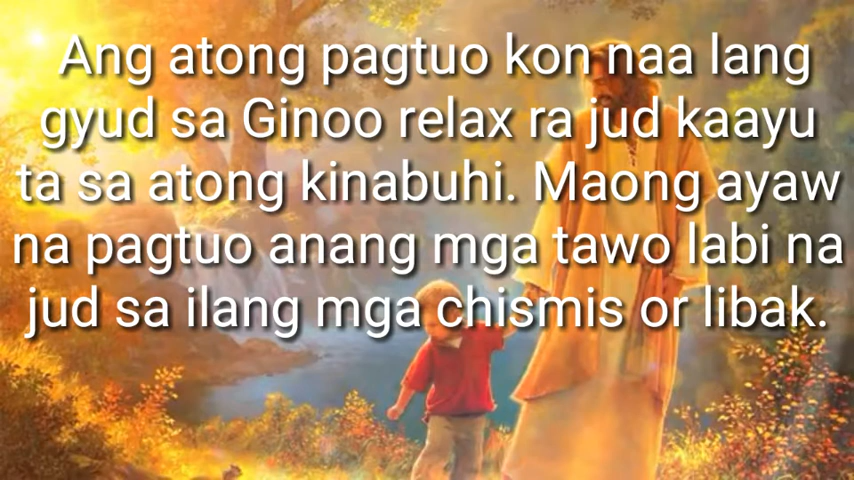 Ang atong pagtuo kon naa lang
gyud sa Ginoo relax ra jud kaayu
ta sa atong kinabuhi. Maong ayaw
na pagtuo anang mga tawo labi na
jud sa ilang mga chismis or libak.